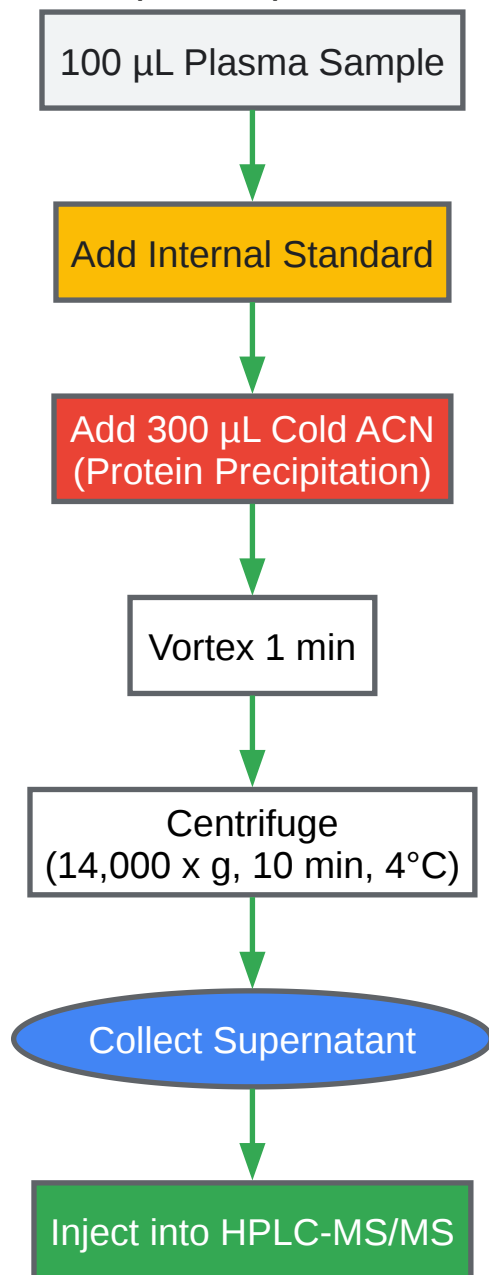 100 µL Plasma Sample
Add Internal Standard
Add 300 µL Cold ACN
(Protein Precipitation)
Vortex 1 min
Centrifuge
(14,000 x g, 10 min, 4°C)
Collect Supernatant
Inject into HPLC-MS/MS